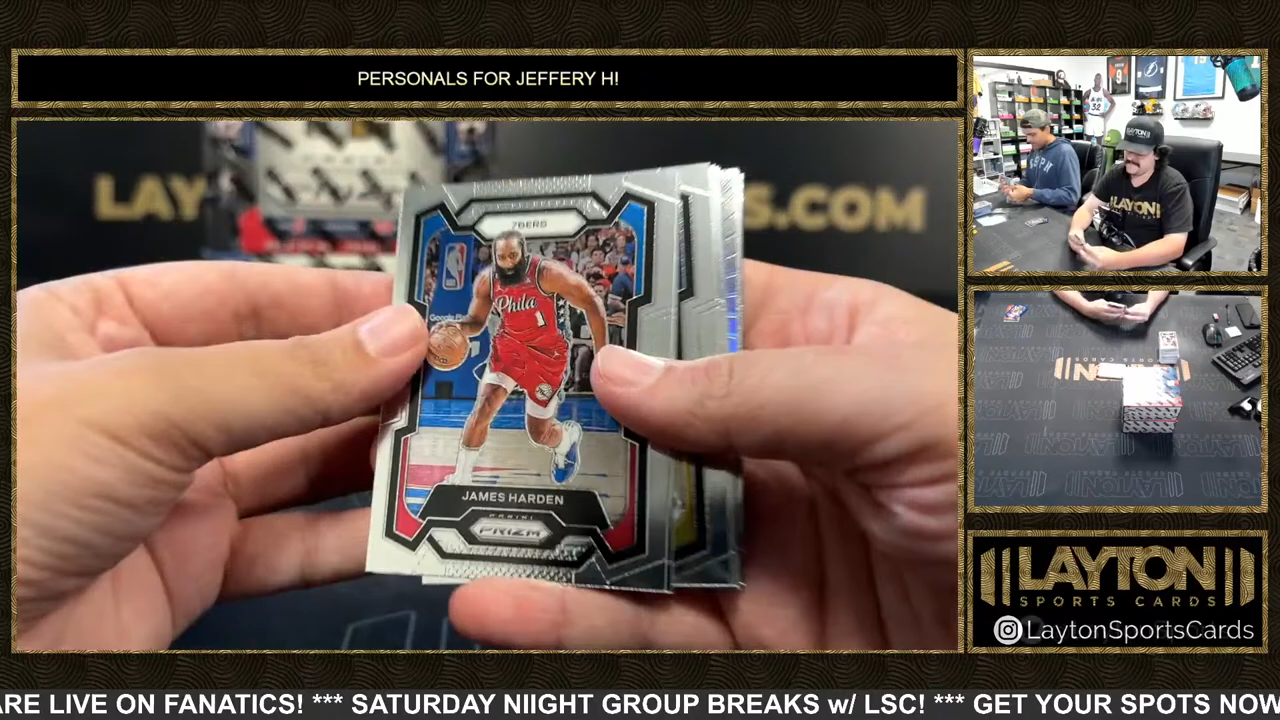 PERSONALS FOR JEFFERY H!
LAY
S.COM
76ERS
Phila
1
JAMES HARDEN
PANINI
PRIZM
LAYTON
SPORTS CARDS
LaytonSportsCards
ARE LIVE ON FANATICS! *** SATURDAY NIIGHT GROUP BREAKS w/ LSC! *** GET YOUR SPOTS NOW